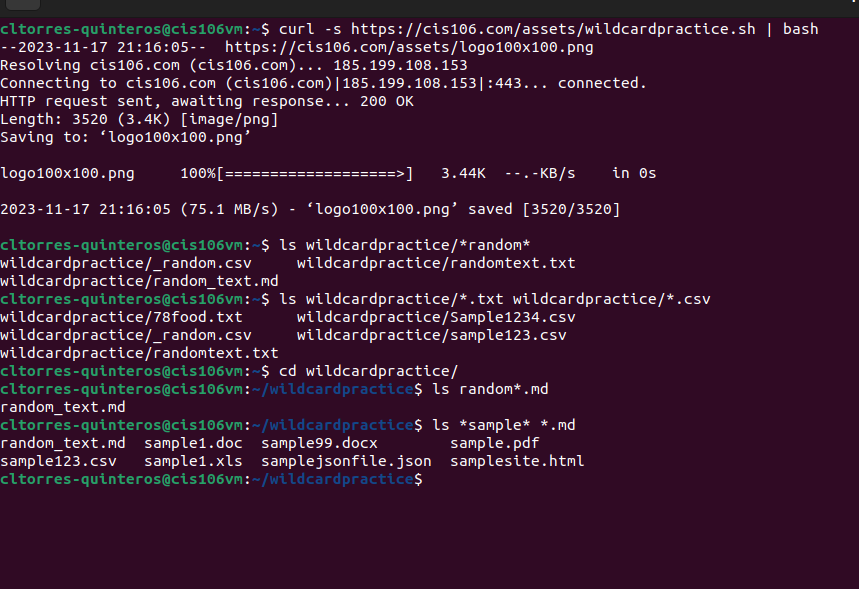 cltorres-quinteros@cis106vm:~$ curl -s https://cis106.com/assets/wildcardpractice.sh | bash
--2023-11-17 21:16:05--  https://cis106.com/assets/logo100x100.png
Resolving cis106.com (cis106.com)... 185.199.108.153
Connecting to cis106.com (cis106.com)|185.199.108.153|:443... connected.
HTTP request sent, awaiting response... 200 OK
Length: 3520 (3.4K) [image/png]
Saving to: ‘logo100x100.png’

logo100x100.png     100%[===================>]   3.44K  --.-KB/s    in 0s

2023-11-17 21:16:05 (75.1 MB/s) - ‘logo100x100.png’ saved [3520/3520]

cltorres-quinteros@cis106vm:~$ ls wildcardpractice/*random*
wildcardpractice/_random.csv     wildcardpractice/randomtext.txt
wildcardpractice/random_text.md
cltorres-quinteros@cis106vm:~$ ls wildcardpractice/*.txt wildcardpractice/*.csv
wildcardpractice/78food.txt      wildcardpractice/Sample1234.csv
wildcardpractice/_random.csv     wildcardpractice/sample123.csv
wildcardpractice/randomtext.txt
cltorres-quinteros@cis106vm:~$ cd wildcardpractice/
cltorres-quinteros@cis106vm:~/wildcardpractice$ ls random*.md
random_text.md
cltorres-quinteros@cis106vm:~/wildcardpractice$ ls *sample* *.md
random_text.md  sample1.doc  sample99.docx        sample.pdf
sample123.csv   sample1.xls  samplejsonfile.json  samplesite.html
cltorres-quinteros@cis106vm:~/wildcardpractice$